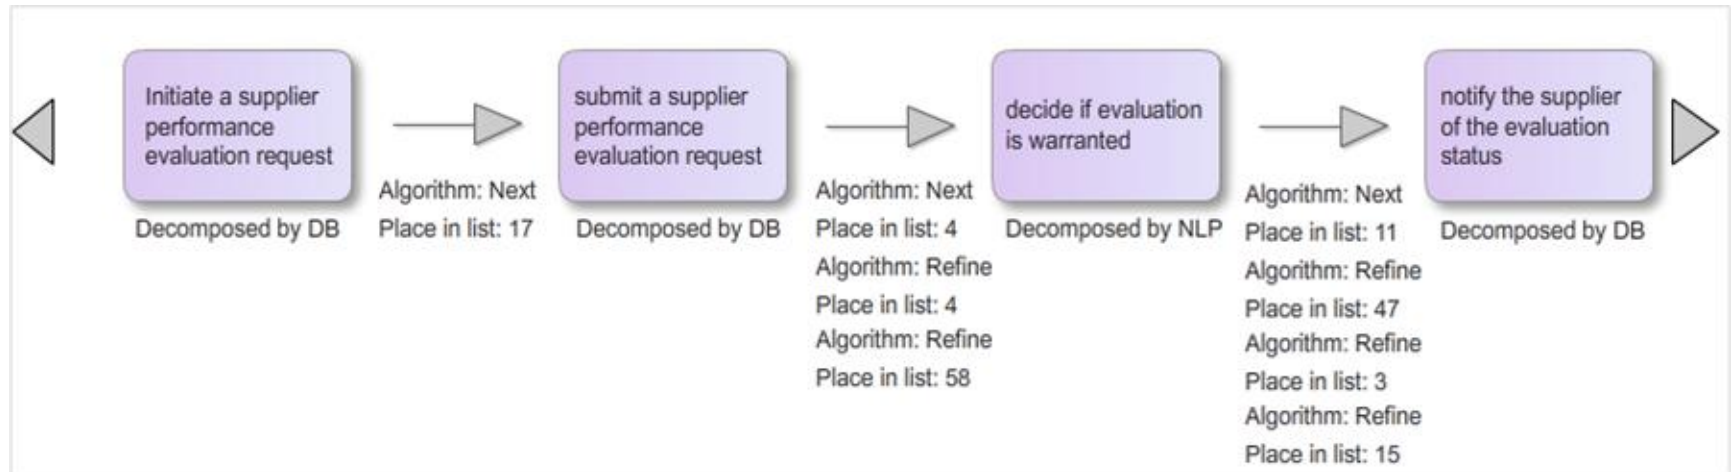 Initiate a supplier
performance
evaluation request
Decomposed by DB
Algorithm: Next
Place in list: 17
submit a supplier
performance
evaluation request
Decomposed by DB
Algorithm: Next
Place in list: 4
Algorithm: Refine
Place in list: 4
Algorithm: Refine
Place in list: 58
decide if evaluation
is warranted
Decomposed by NLP
Algorithm: Next
Place in list: 11
Algorithm: Refine
Place in list: 47
Algorithm: Refine
Place in list: 3
Algorithm: Refine
Place in list: 15
notify the supplier
of the evaluation
status
Decomposed by DB